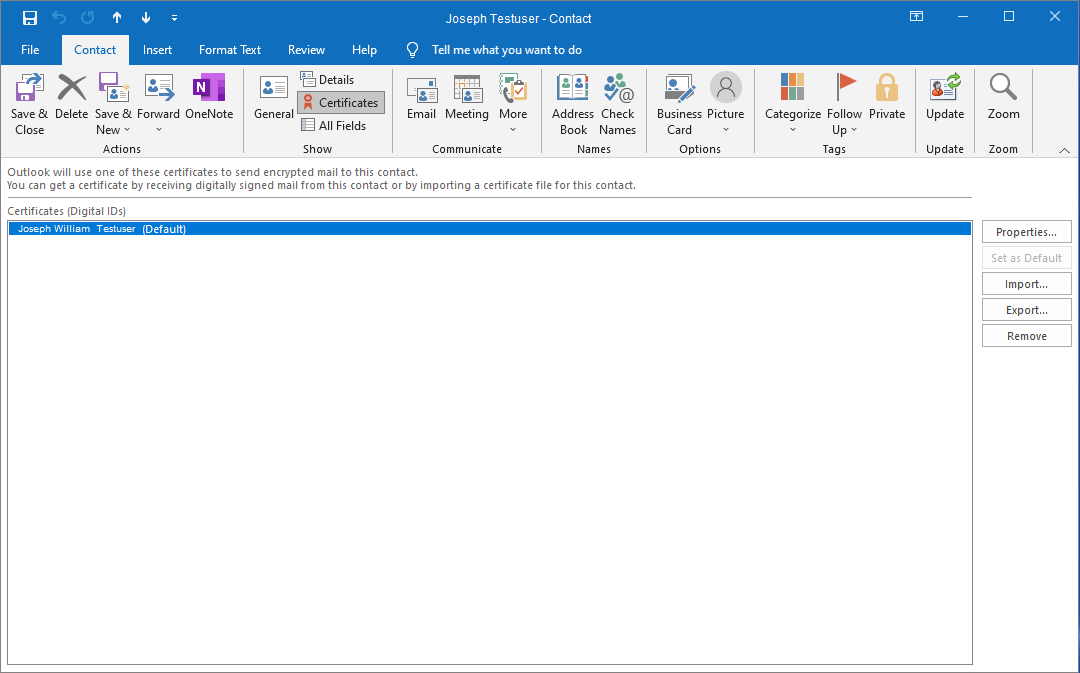 Joseph Testuser - Contact
File Contact Insert Format Text Review Help Tell me what you want to do
Save & Close
Delete
Save & New
Forward
OneNote
Actions
General
Details
Certificates
All Fields
Show
Email
Meeting
More
Communicate
Address Book
Check Names
Names
Business Card
Picture
Options
Categorize
Follow Up
Private
Tags
Update
Update
Zoom
Zoom
Outlook will use one of these certificates to send encrypted mail to this contact.
You can get a certificate by receiving digitally signed mail from this contact or by importing a certificate file for this contact.
Certificates (Digital IDs)
Joseph William Testuser (Default)
Properties...
Set as Default
Import...
Export...
Remove